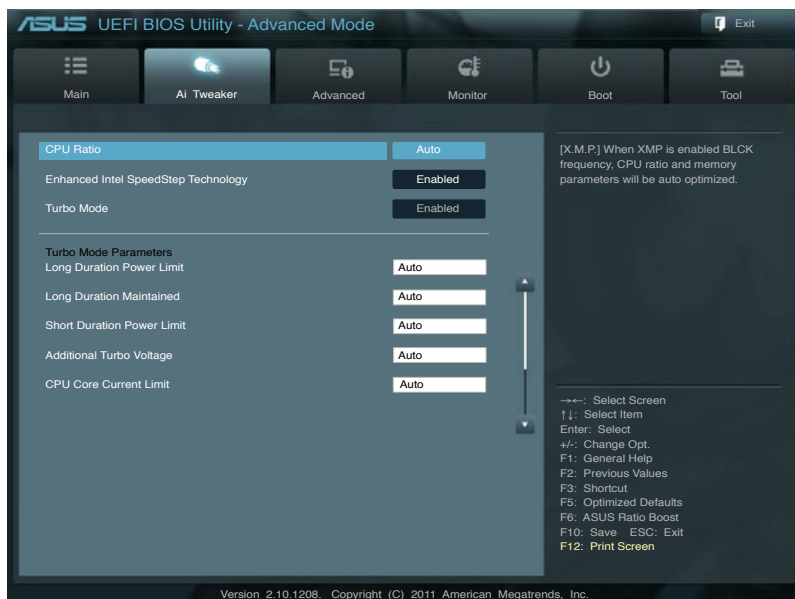 ASUS UEFI BIOS Utility - Advanced Mode
Exit
Main
Ai Tweaker
Advanced
Monitor
Boot
Tool
CPU Ratio Auto
Enhanced Intel SpeedStep Technology Enabled
Turbo Mode Enabled
Turbo Mode Parameters
Long Duration Power Limit Auto
Long Duration Maintained Auto
Short Duration Power Limit Auto
Additional Turbo Voltage Auto
CPU Core Current Limit Auto
[X.M.P.] When XMP is enabled BLCK
frequency, CPU ratio and memory
parameters will be auto optimized.
→←: Select Screen
↑↓: Select Item
Enter: Select
+/-: Change Opt.
F1: General Help
F2: Previous Values
F3: Shortcut
F5: Optimized Defaults
F6: ASUS Ratio Boost
F10: Save ESC: Exit
F12: Print Screen
Version 2.10.1208. Copyright (C) 2011 American Megatrends, Inc.